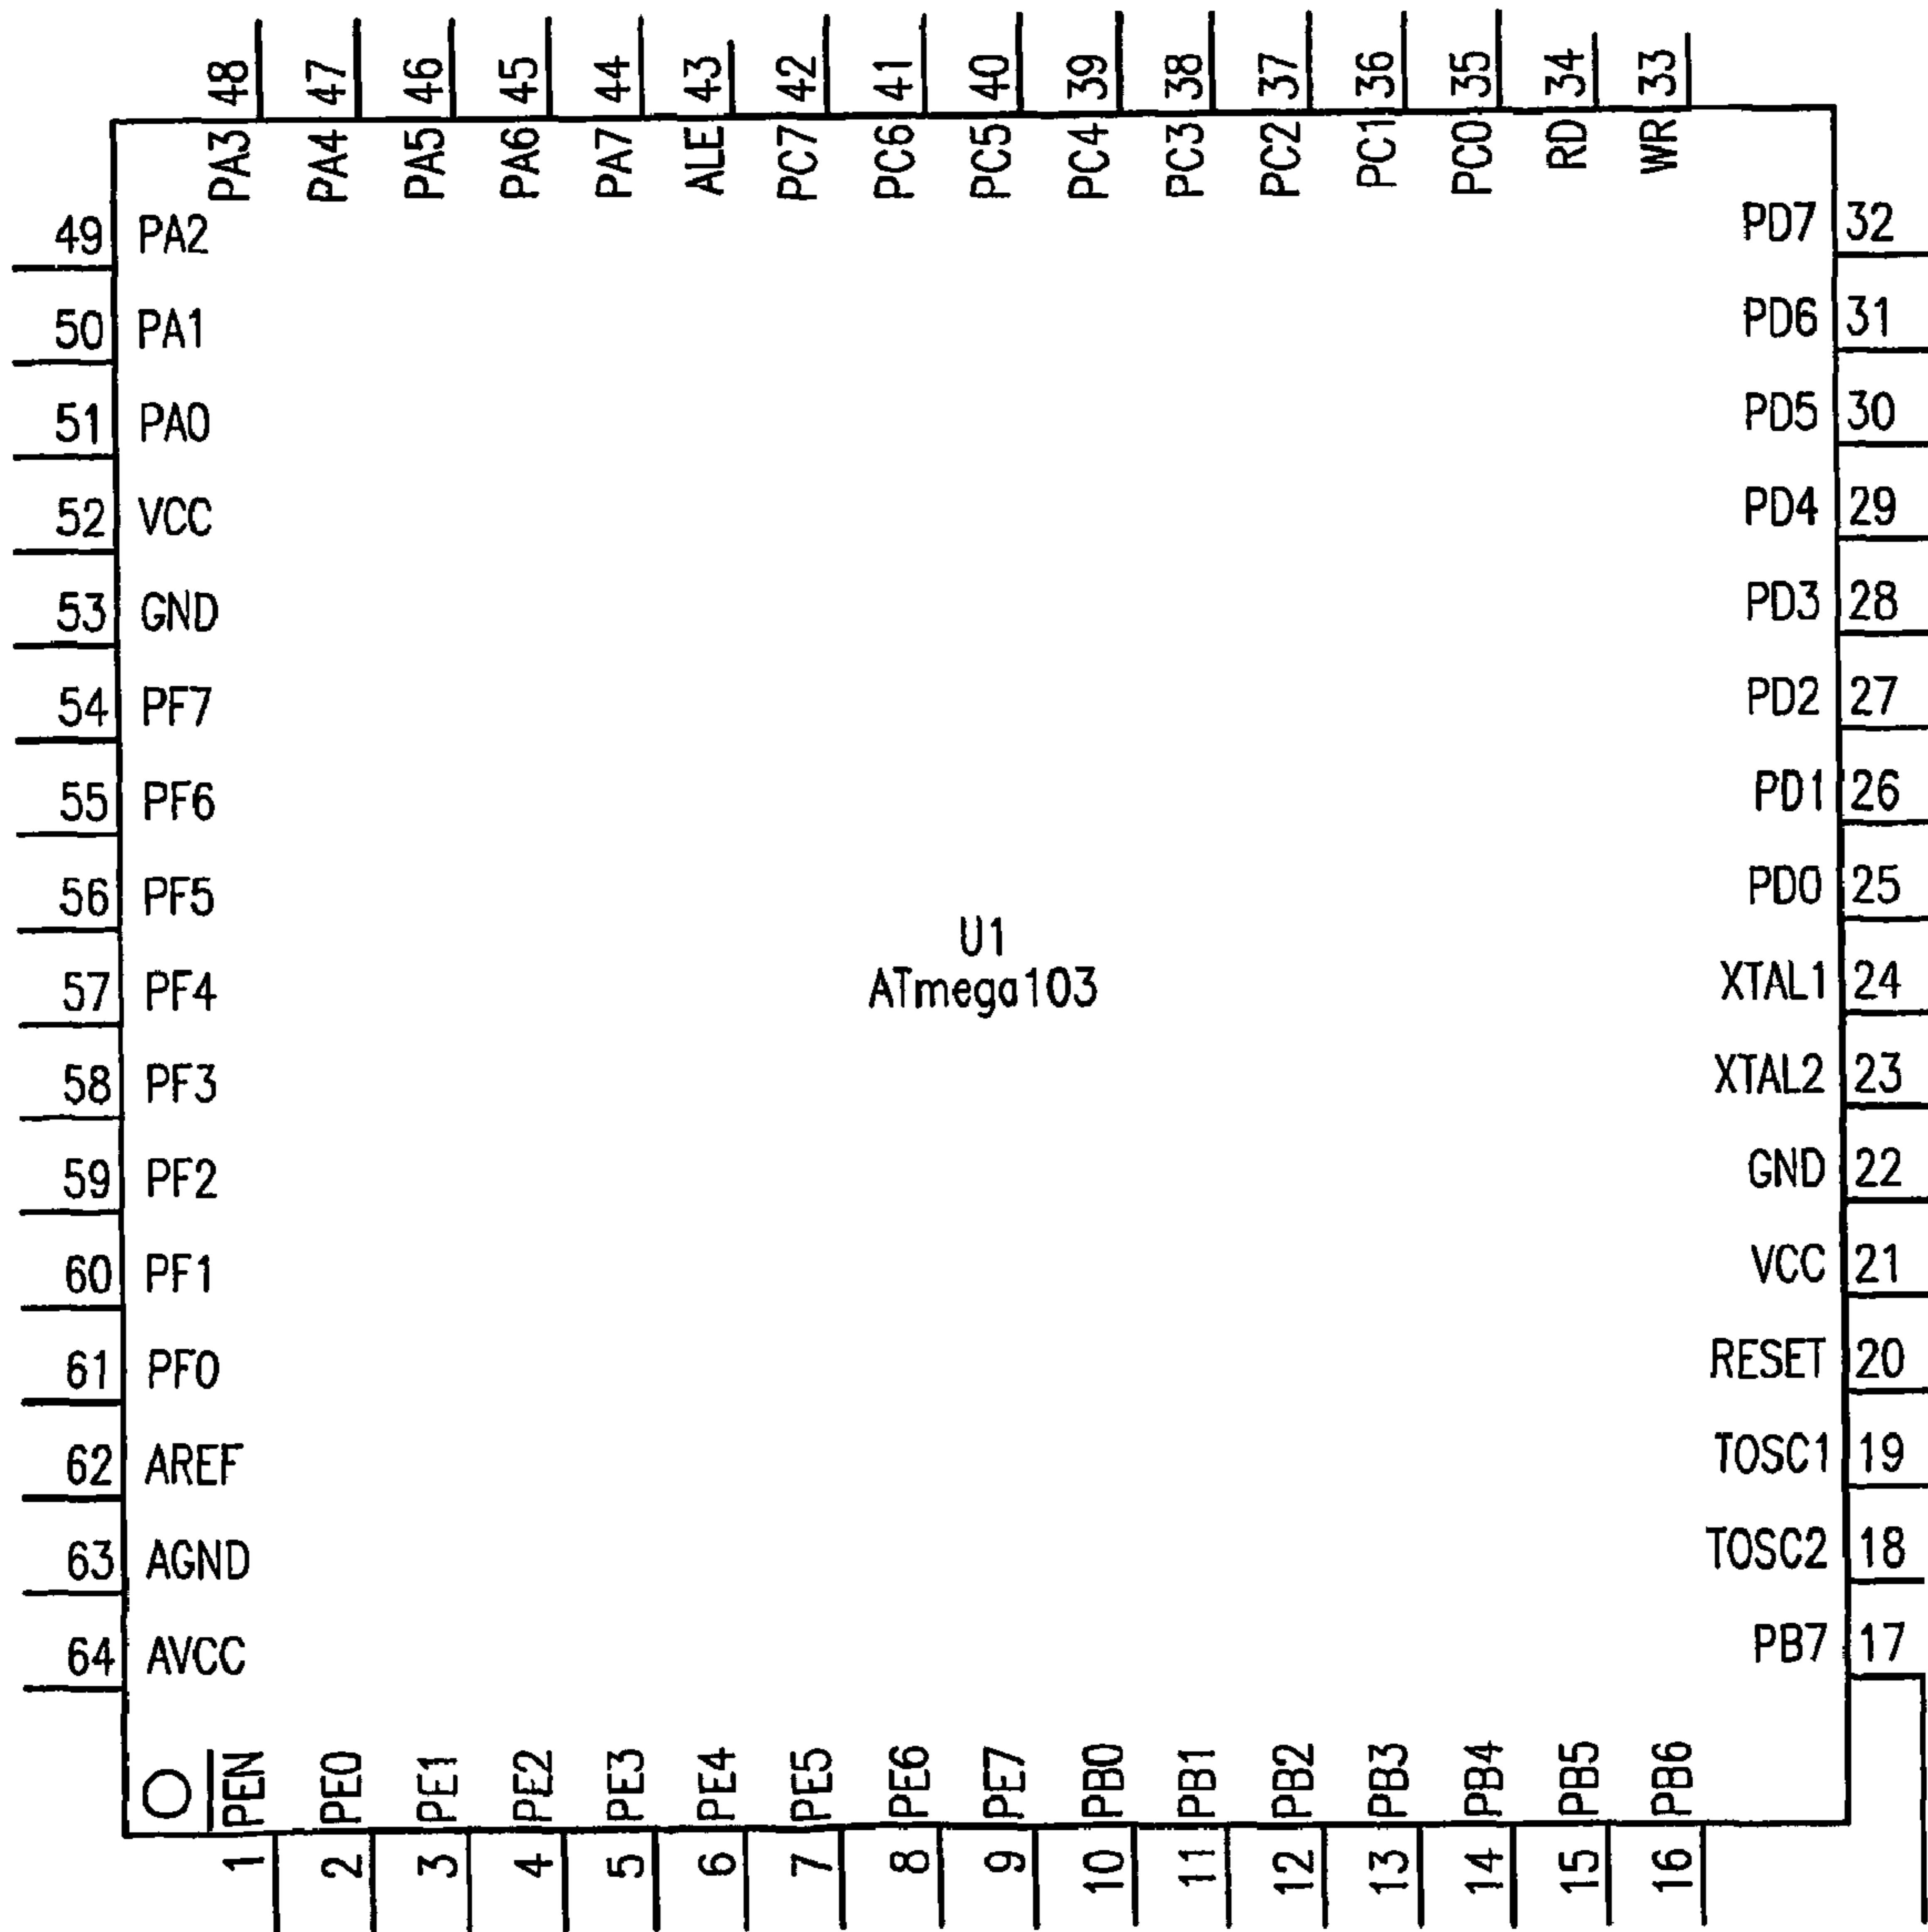 48 47 46 45 44 43 42 41 40 39 38 37 36 35 34 33
PA3 PA4 PA5 PA6 PA7 ALE PC7 PC6 PC5 PC4 PC3 PC2 PC1 PC0 RD WR
49 PA2 PD7 32
50 PA1 PD6 31
51 PA0 PD5 30
52 VCC PD4 29
53 GND PD3 28
54 PF7 PD2 27
55 PF6 PD1 26
56 PF5 PD0 25
U1
ATmega103
57 PF4 XTAL1 24
58 PF3 XTAL2 23
59 PF2 GND 22
60 PF1 VCC 21
61 PF0 RESET 20
62 AREF TOSC1 19
63 AGND TOSC2 18
64 AVCC PB7 17
PEN PE0 PE1 PE2 PE3 PE4 PE5 PE6 PE7 PB0 PB1 PB2 PB3 PB4 PB5 PB6
1 2 3 4 5 6 7 8 9 10 11 12 13 14 15 16